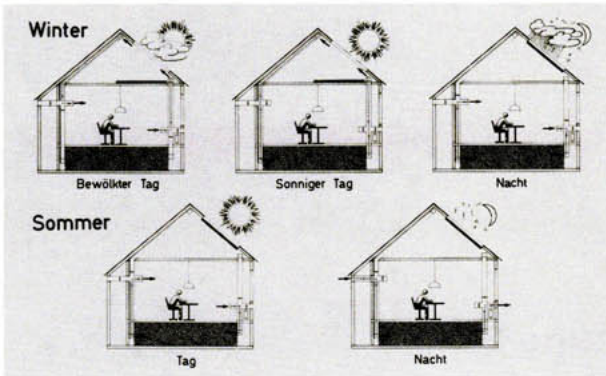 Winter
Bewölkter Tag
Sonniger Tag
Nacht
Sommer
Tag
Nacht